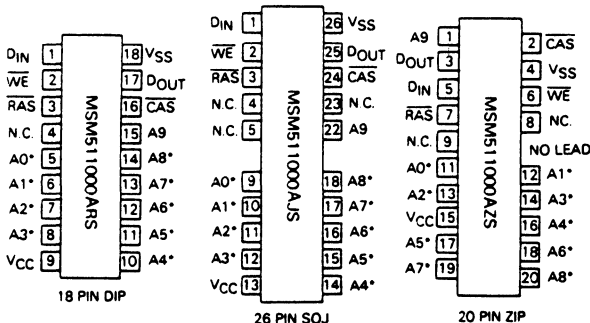 DIN 1 18 VSS
WE 2 17 DOUT
RAS 3 16 CAS
N.C. 4 15 A9
A0* 5 14 A8*
A1* 6 13 A7*
A2* 7 12 A6*
A3* 8 11 A5*
VCC 9 10 A4*
MSM511000ARS
18 PIN DIP
DIN 1 26 VSS
WE 2 25 DOUT
RAS 3 24 CAS
N.C. 4 23 N.C.
N.C. 5 22 A9
A0* 9 18 A8*
A1* 10 17 A7*
A2* 11 16 A6*
A3* 12 15 A5*
VCC 13 14 A4*
MSM511000AJS
26 PIN SOJ
A9 1
2 CAS
DOUT 3
4 VSS
DIN 5
6 WE
RAS 7
8 NC.
N.C. 9
NO LEAD
A0* 11
12 A1*
A2* 13
14 A3*
VCC 15
16 A4*
A5* 17
18 A6*
A7* 19
20 A8*
MSM511000AZS
20 PIN ZIP